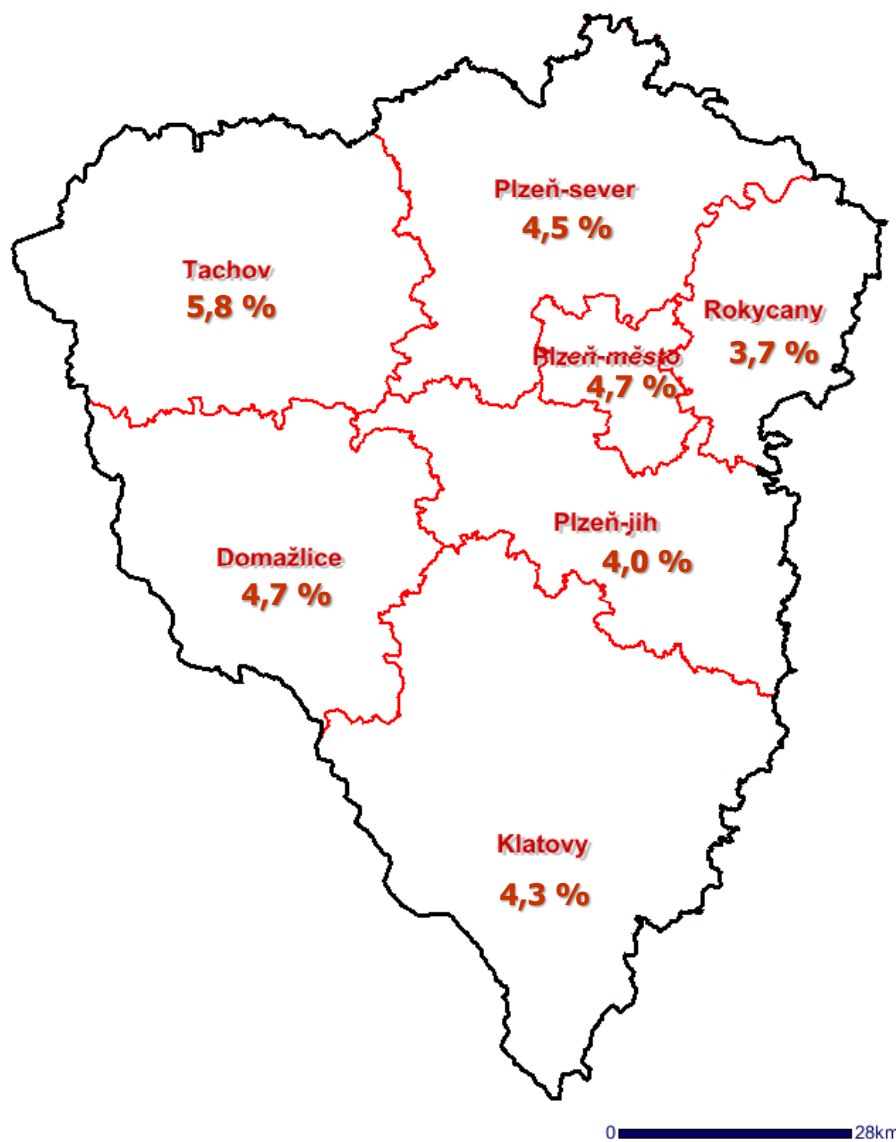 Plzeň-sever
4,5 %
Tachov
5,8 %
Rokycany
3,7 %
Plzeň-město
4,7 %
Plzeň-jih
4,0 %
Domažlice
4,7 %
Klatovy
4,3 %
0 28km